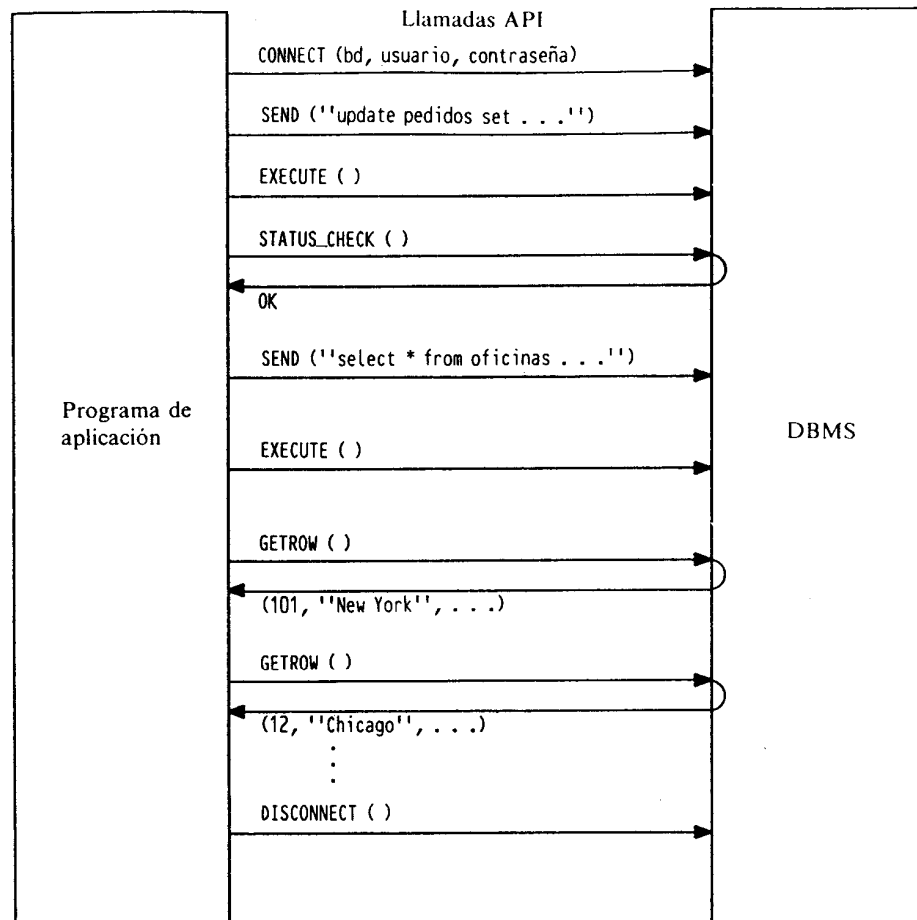 Llamadas API
CONNECT (bd, usuario, contraseña)
SEND (''update pedidos set . . .'')
EXECUTE ( )
STATUS_CHECK ( )
OK
SEND (''select * from oficinas . . .'')
Programa de
aplicación
DBMS
EXECUTE ( )
GETROW ( )
(101, ''New York'', . . .)
GETROW ( )
(12, ''Chicago'', . . .)
.
.
.
DISCONNECT ( )